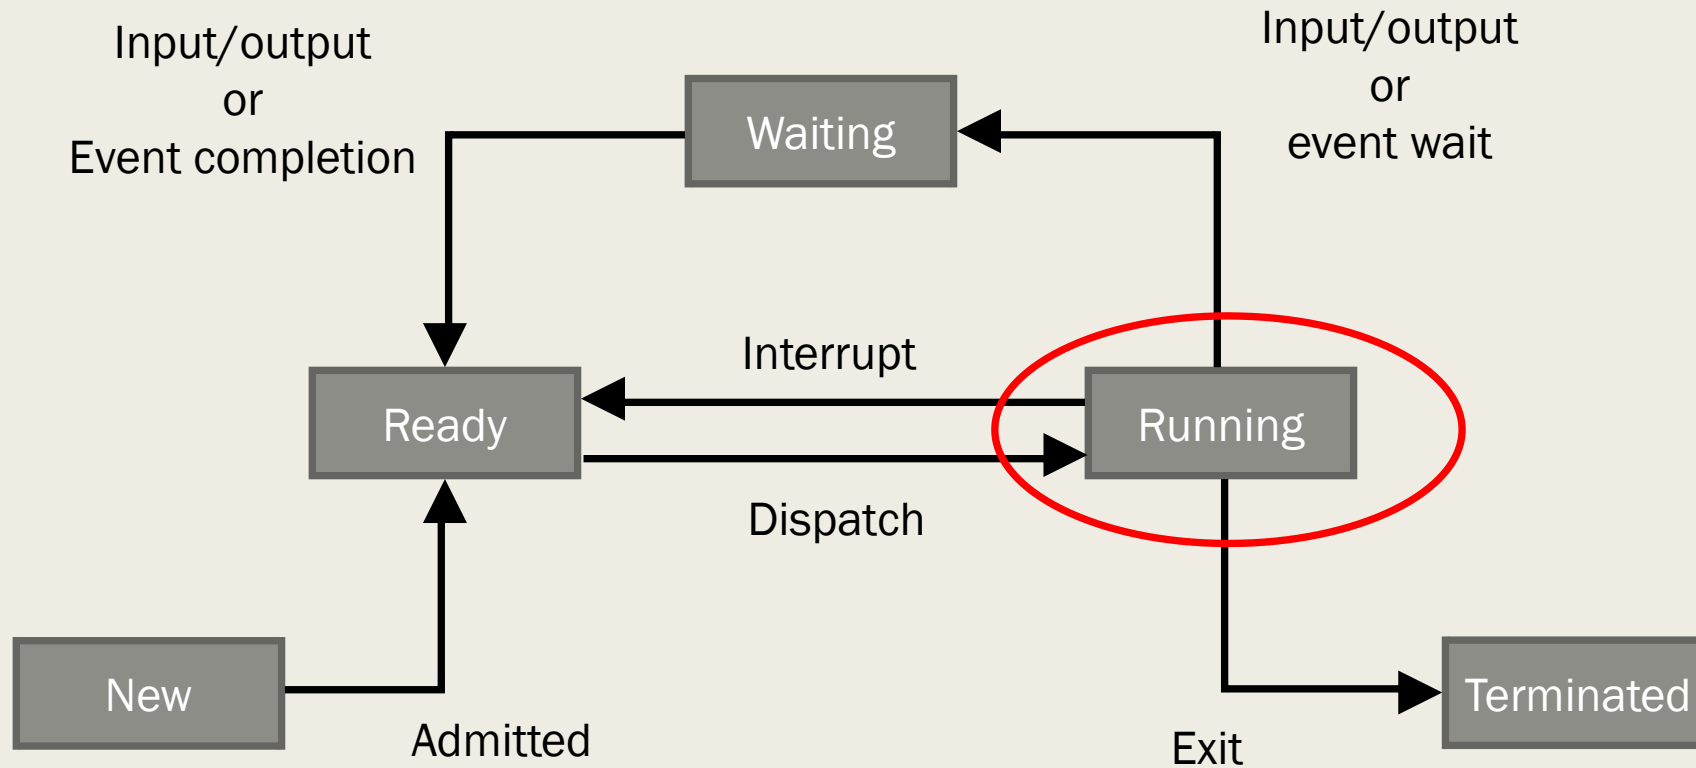 Input/output
or
Event completion
Waiting
Input/output
or
event wait
Interrupt
Ready
Running
Dispatch
New
Admitted
Exit
Terminated